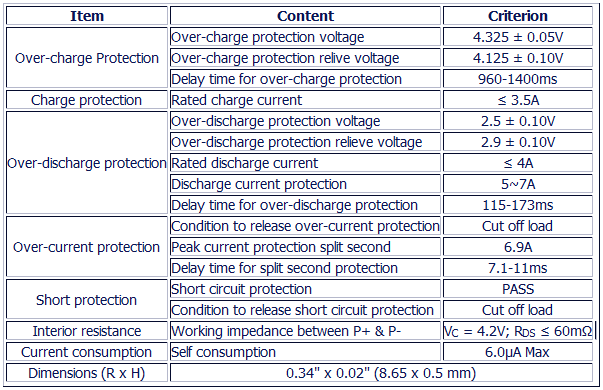 Item Content Criterion
Over-charge Protection
Over-charge protection voltage 4.325 ± 0.05V
Over-charge protection relive voltage 4.125 ± 0.10V
Delay time for over-charge protection 960-1400ms
Charge protection Rated charge current ≤ 3.5A
Over-discharge protection
Over-discharge protection voltage 2.5 ± 0.10V
Over-discharge protection relieve voltage 2.9 ± 0.10V
Rated discharge current ≤ 4A
Discharge current protection 5~7A
Delay time for over-discharge protection 115-173ms
Over-current protection
Condition to release over-current protection Cut off load
Peak current protection split second 6.9A
Delay time for split second protection 7.1-11ms
Short protection
Short circuit protection PASS
Condition to release short circuit protection Cut off load
Interior resistance Working impedance between P+ & P- VC = 4.2V; RDS ≤ 60mΩ
Current consumption Self consumption 6.0μA Max
Dimensions (R x H) 0.34" x 0.02" (8.65 x 0.5 mm)